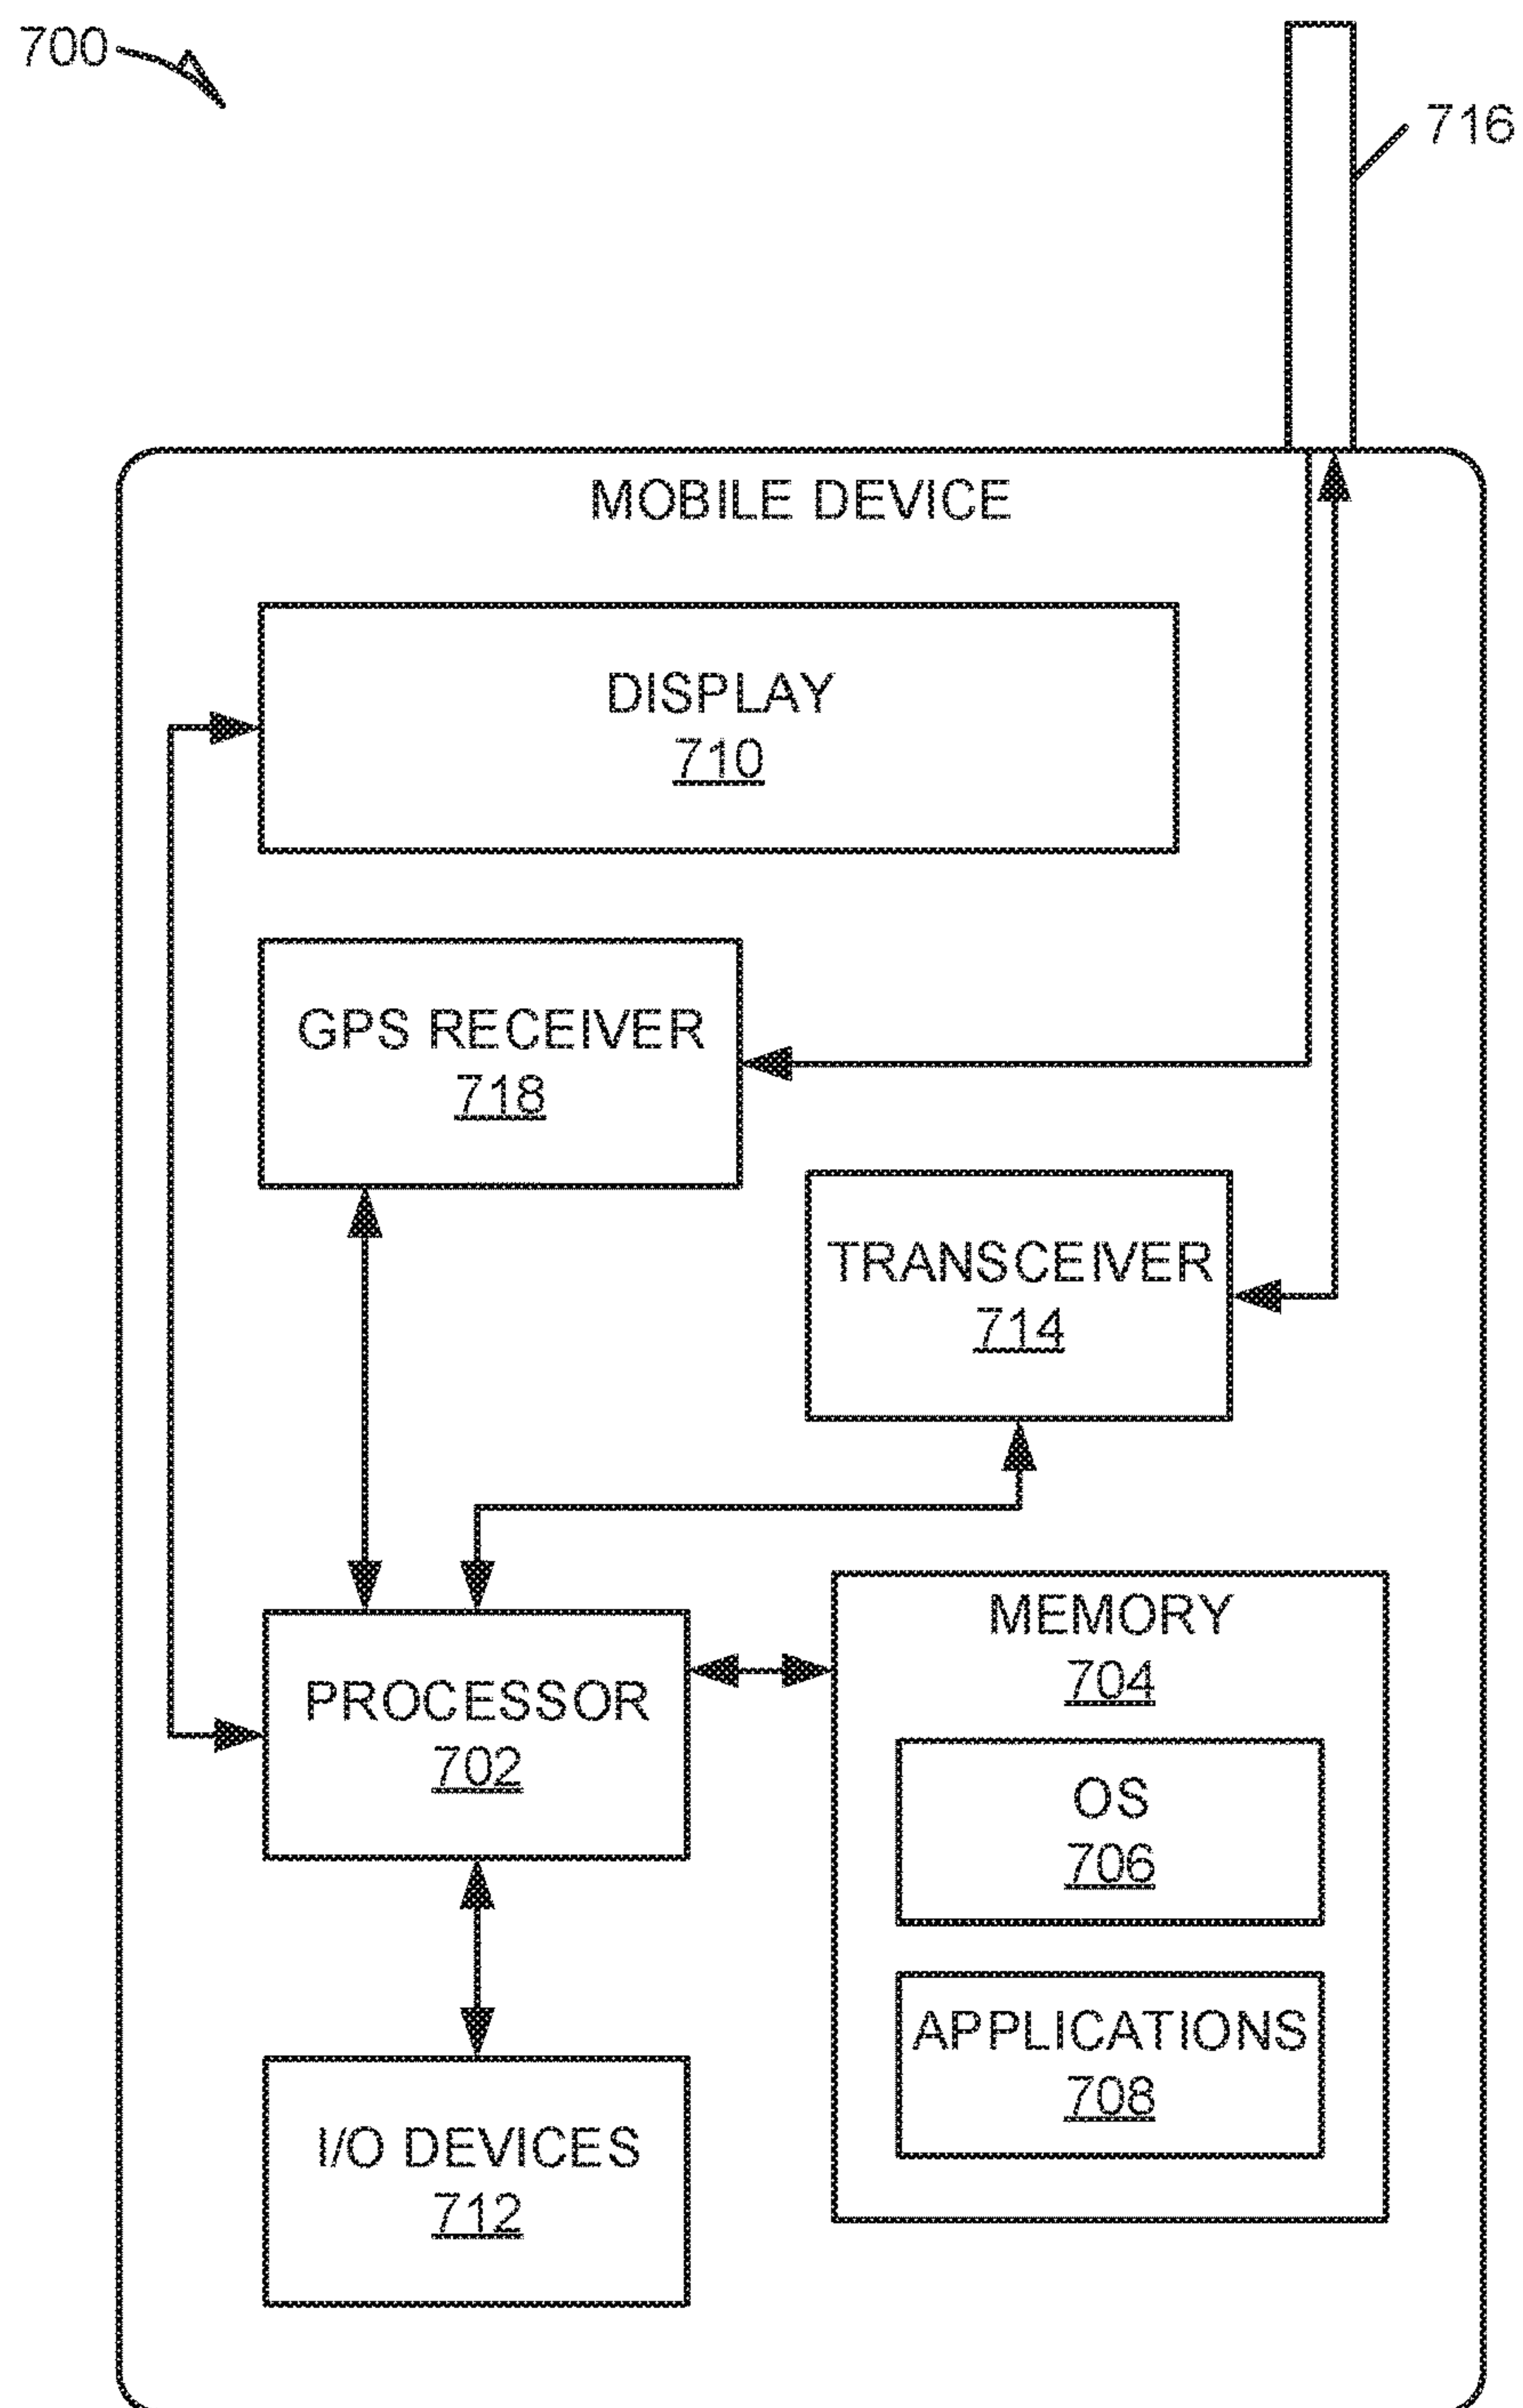 700
716
MOBILE DEVICE
DISPLAY
710
GPS RECEIVER
718
TRANSCEIVER
714
PROCESSOR
702
MEMORY
704
OS
706
APPLICATIONS
708
I/O DEVICES
712